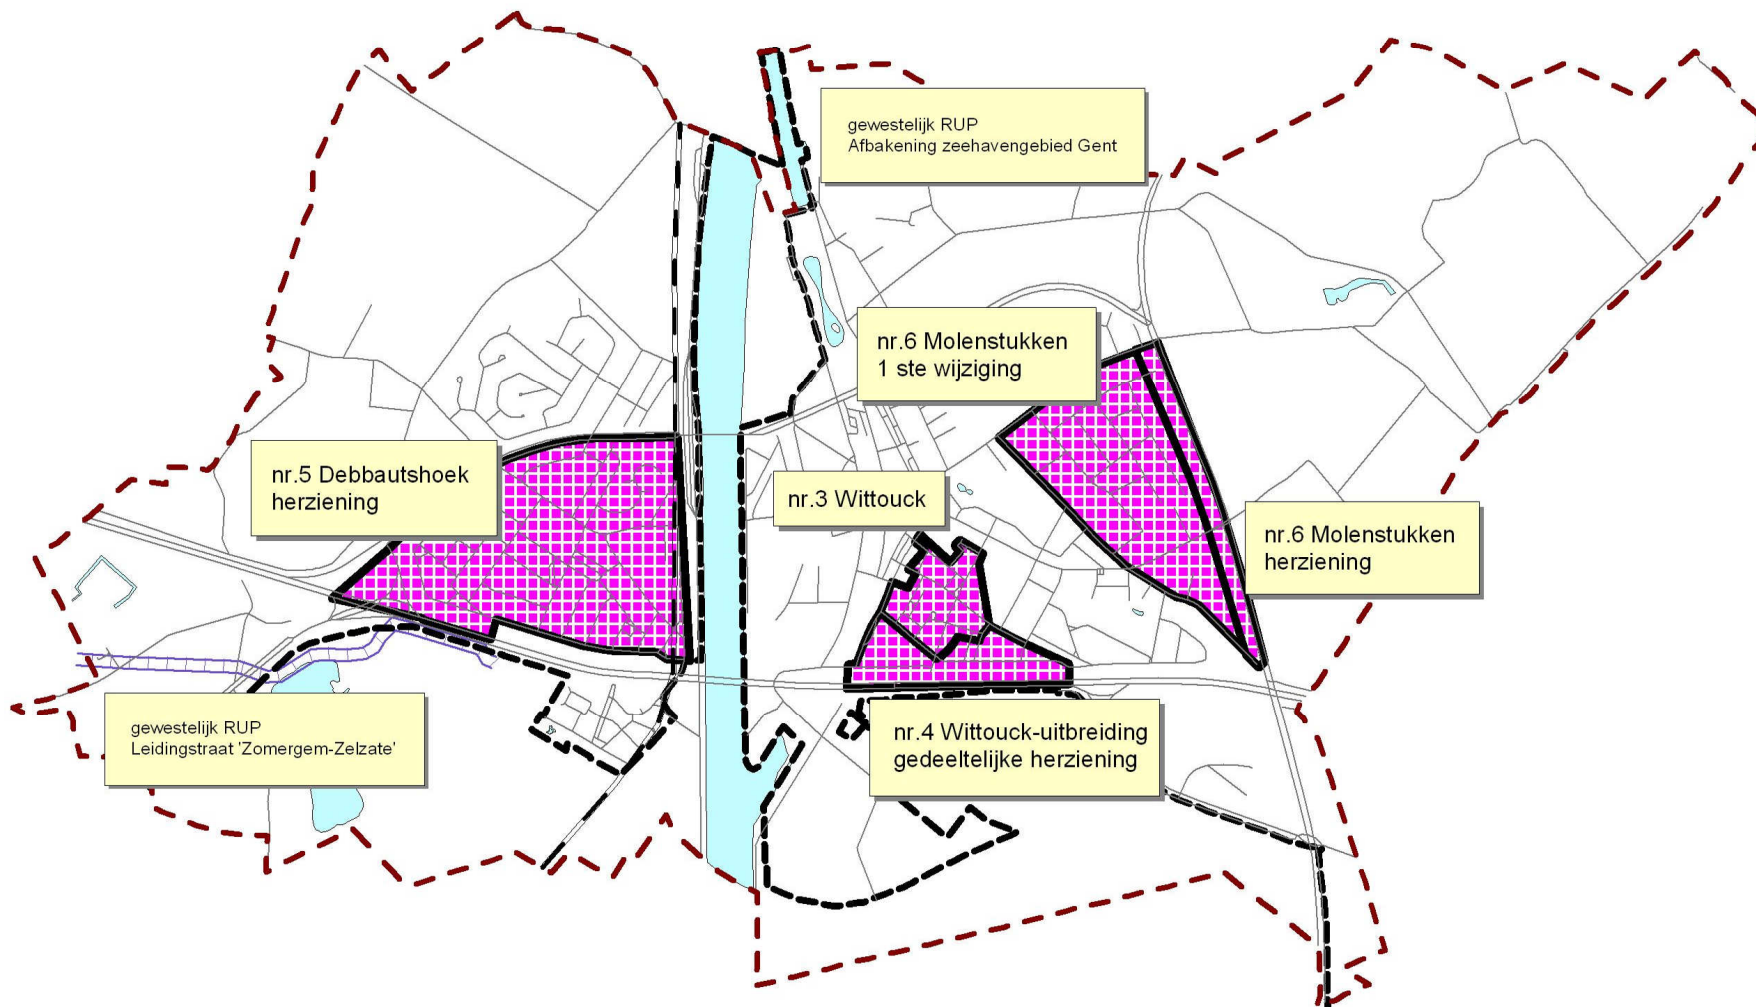 gewestelijk RUP
Afbakening zeehavengebied Gent
nr.6 Molenstukken
1 ste wijziging
nr.5 Debbautshoek
herziening
nr.3 Wittouck
nr.6 Molenstukken
herziening
gewestelijk RUP
Leidingstraat 'Zomergem-Zelzate'
nr.4 Wittouck-uitbreiding
gedeeltelijke herziening